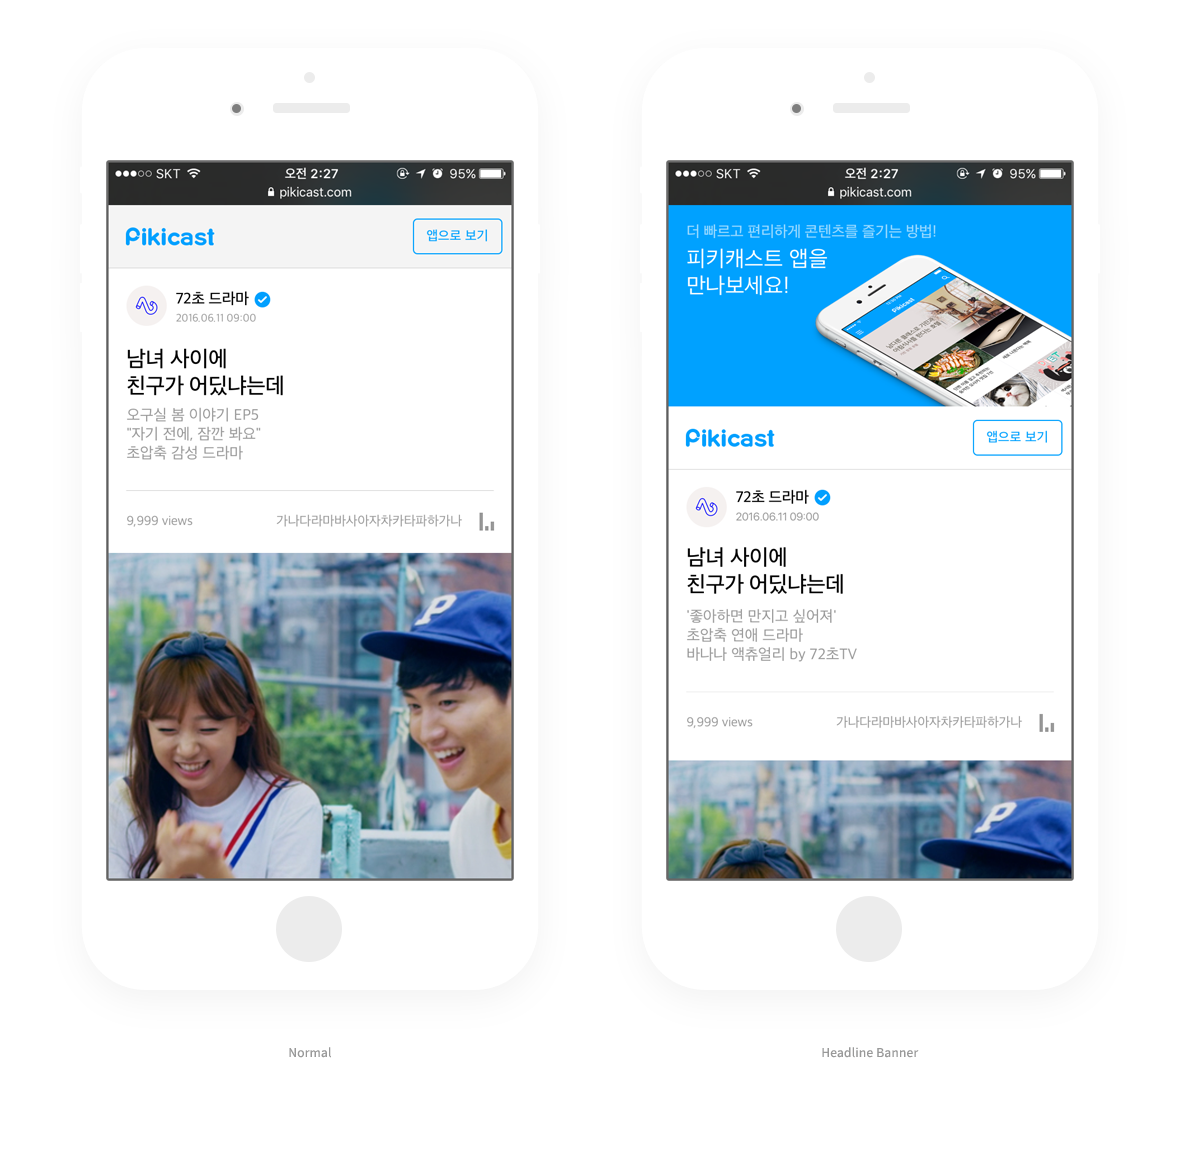 SKT
오전 2:27
95%
pikicast.com
Pikicast
앱으로 보기
72초 드라마
2016.06.11 09:00
남녀 사이에
친구가 어딨냐는데
오구실 봄 이야기 EP5
"자기 전에, 잠깐 봐요"
초압축 감성 드라마
9,999 views
가나다라마바사아자차카타파하가나
P
Normal
SKT
오전 2:27
95%
pikicast.com
더 빠르고 편리하게 콘텐츠를 즐기는 방법!
피키캐스트 앱을
만나보세요!
Pikicast
Pikicast
앱으로 보기
72초 드라마
2016.06.11 09:00
남녀 사이에
친구가 어딨냐는데
'좋아하면 만지고 싶어져'
초압축 연애 드라마
바나나 액츄얼리 by 72초TV
9,999 views
가나다라마바사아자차카타파하가나
P
Headline Banner